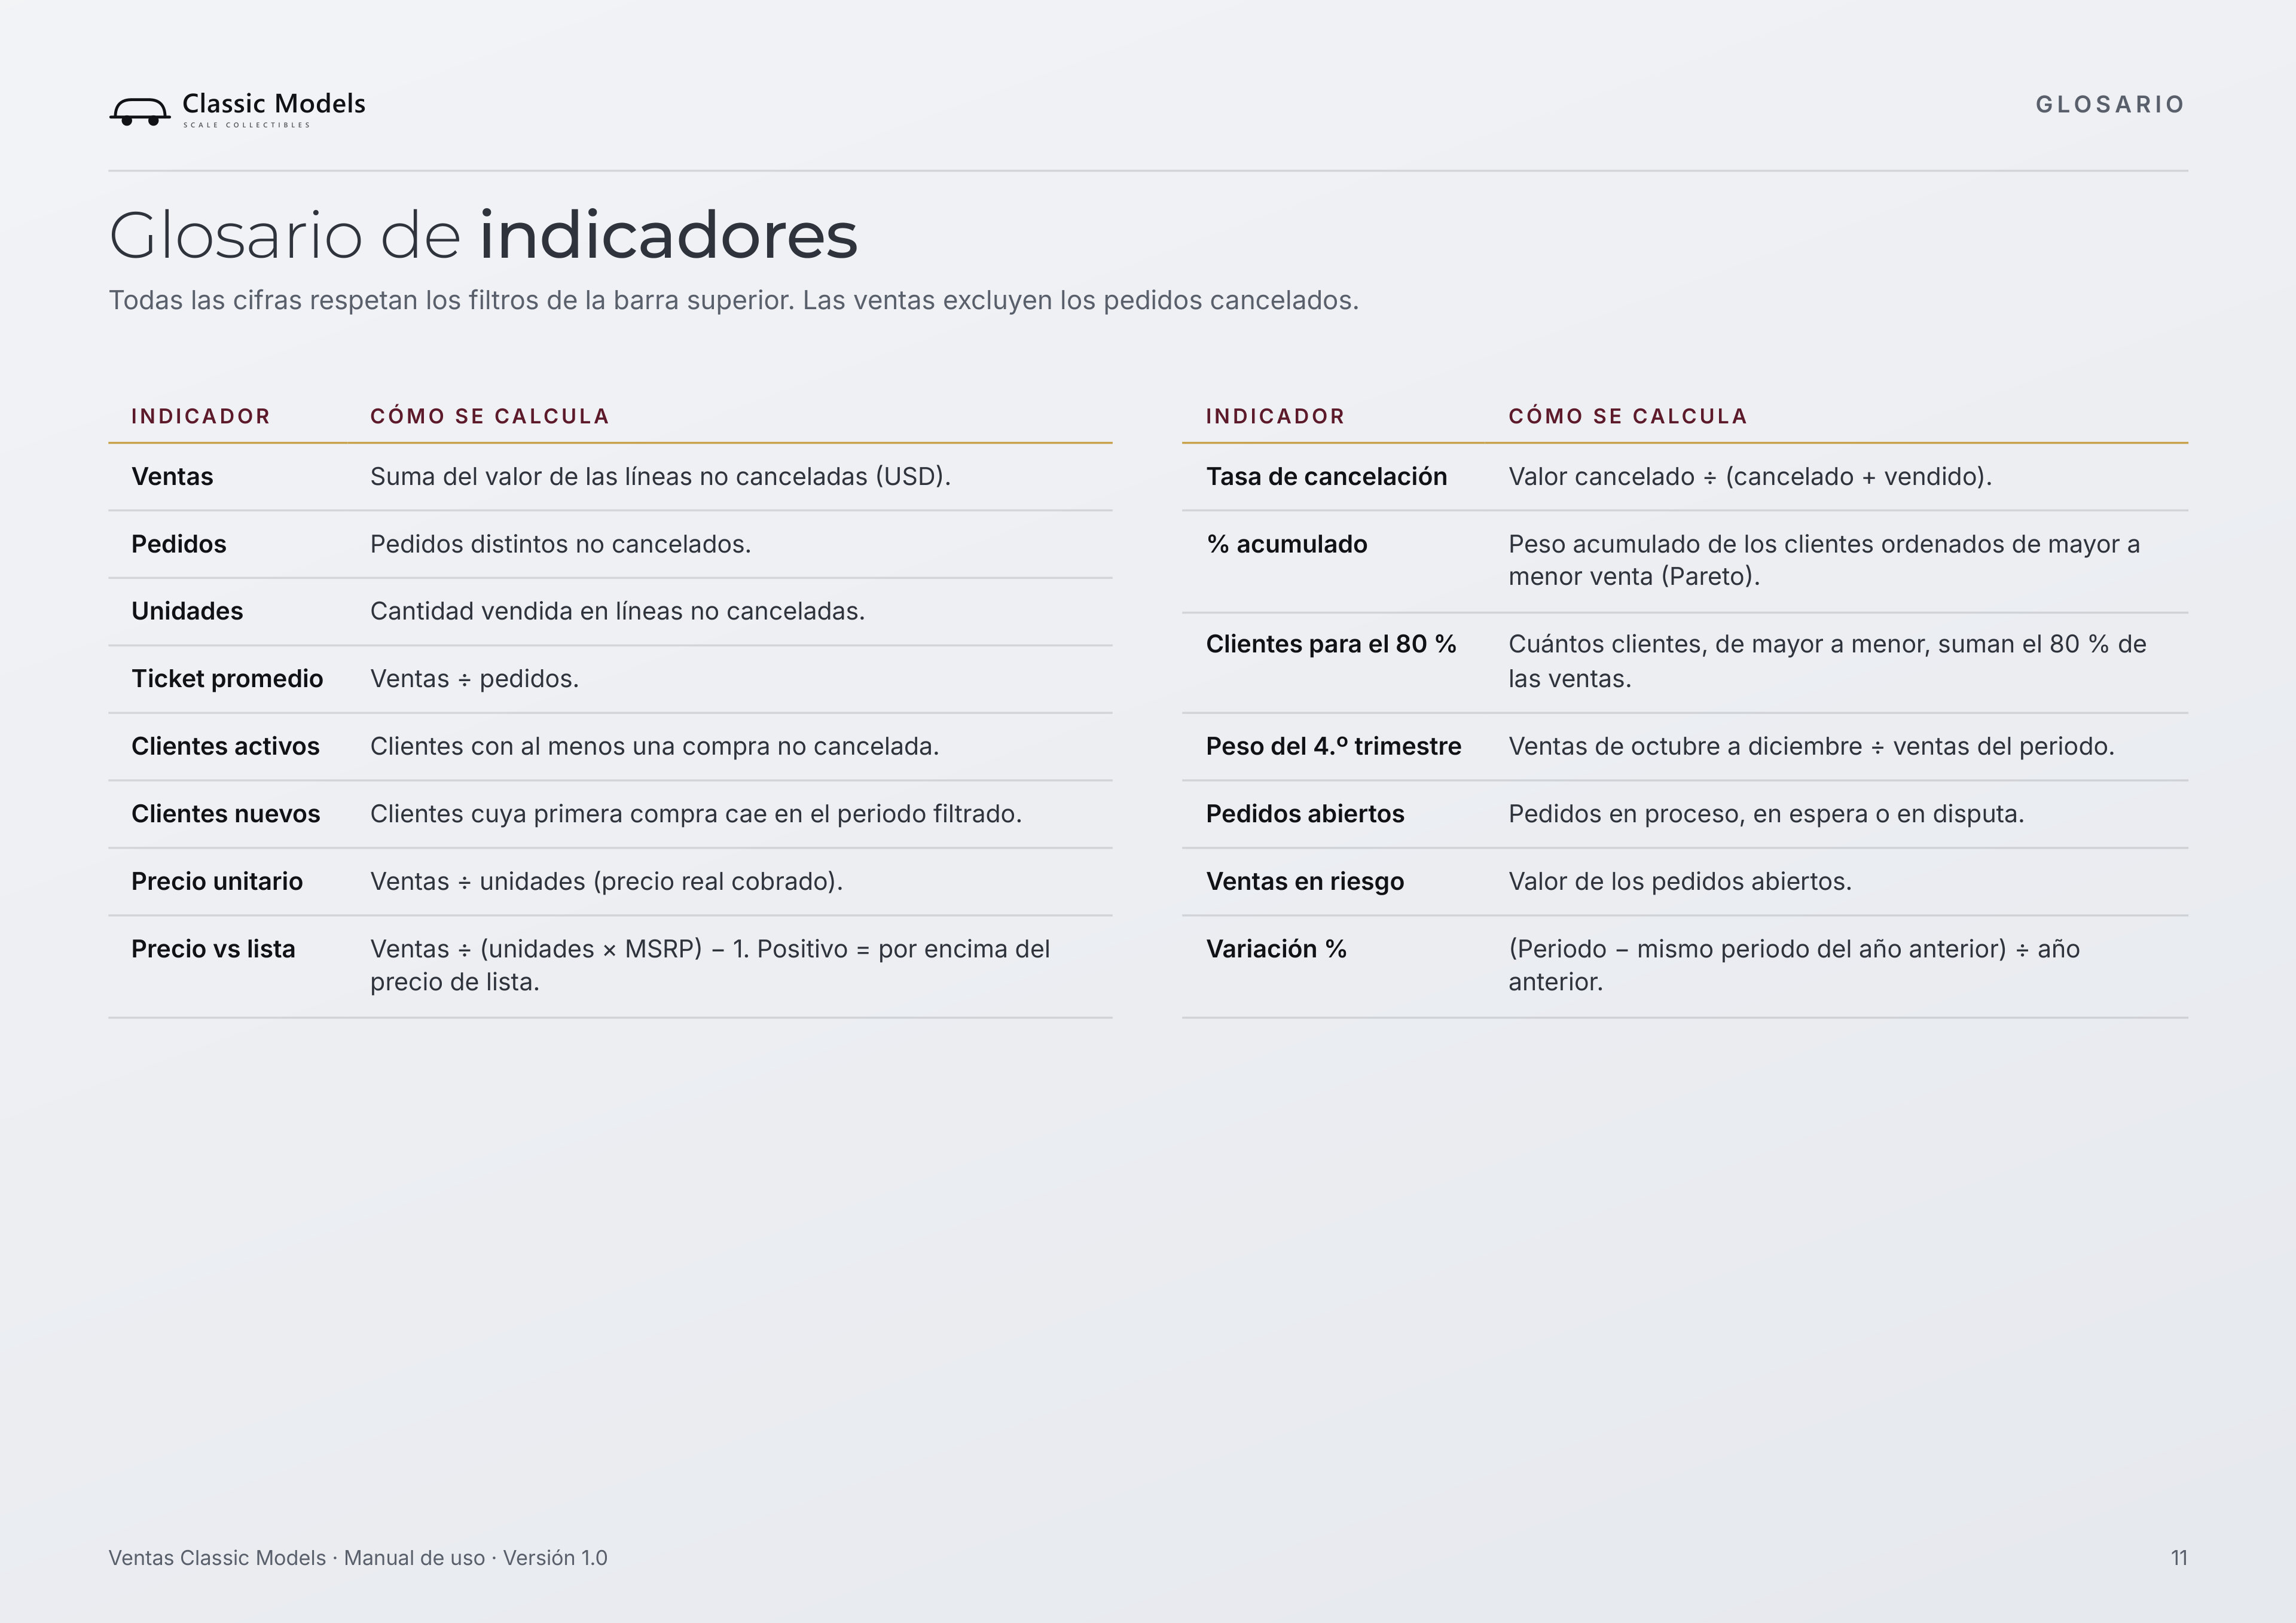 Classic Models
SCALE COLLECTIBLES
GLOSARIO
Glosario de indicadores
Todas las cifras respetan los filtros de la barra superior. Las ventas excluyen los pedidos cancelados.
INDICADOR CÓMO SE CALCULA
Ventas Suma del valor de las líneas no canceladas (USD).
Pedidos Pedidos distintos no cancelados.
Unidades Cantidad vendida en líneas no canceladas.
Ticket promedio Ventas ÷ pedidos.
Clientes activos Clientes con al menos una compra no cancelada.
Clientes nuevos Clientes cuya primera compra cae en el periodo filtrado.
Precio unitario Ventas ÷ unidades (precio real cobrado).
Precio vs lista Ventas ÷ (unidades × MSRP) − 1. Positivo = por encima del
precio de lista.
INDICADOR CÓMO SE CALCULA
Tasa de cancelación Valor cancelado ÷ (cancelado + vendido).
% acumulado Peso acumulado de los clientes ordenados de mayor a
menor venta (Pareto).
Clientes para el 80 % Cuántos clientes, de mayor a menor, suman el 80 % de
las ventas.
Peso del 4.º trimestre Ventas de octubre a diciembre ÷ ventas del periodo.
Pedidos abiertos Pedidos en proceso, en espera o en disputa.
Ventas en riesgo Valor de los pedidos abiertos.
Variación % (Periodo − mismo periodo del año anterior) ÷ año
anterior.
Ventas Classic Models · Manual de uso · Versión 1.0
11